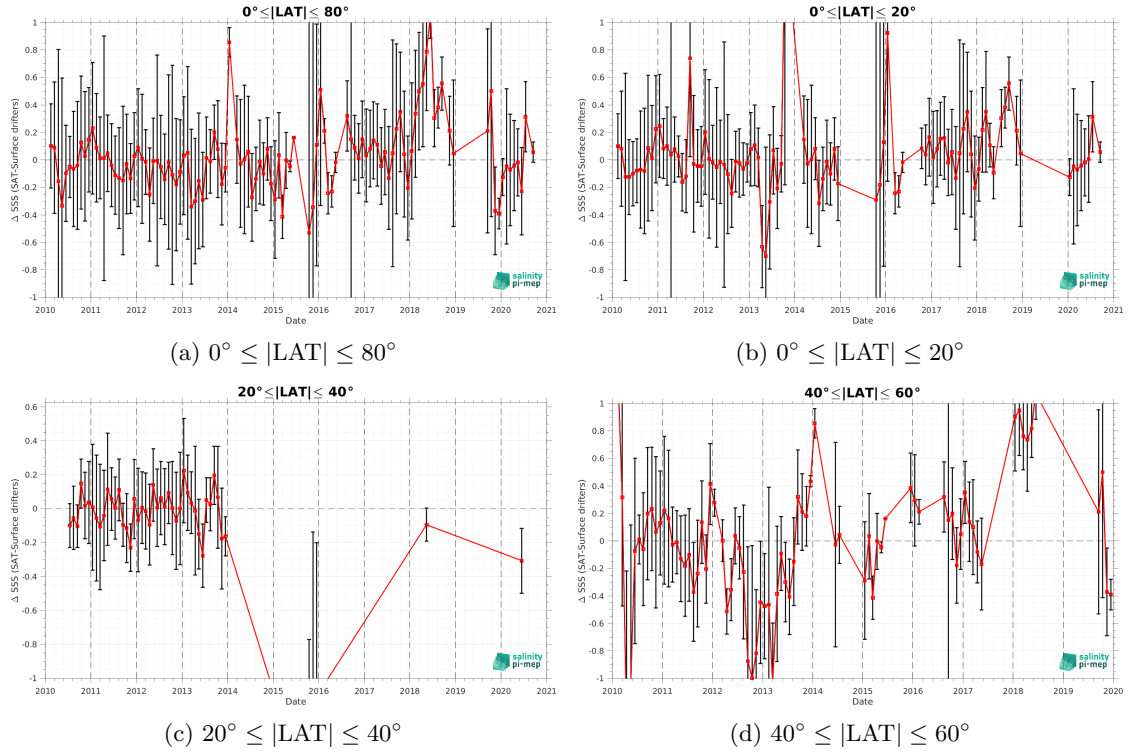 0°≤|LAT|≤ 80°
1
0.8
0.6
0.4
0.2
0
-0.2
-0.4
-0.6
-0.8
-1
Δ SSS (SAT-Surface drifters)
2010 2011 2012 2013 2014 2015 2016 2017 2018 2019 2020 2021
Date
salinity
pi-mep
(a) 0° ≤ |LAT| ≤ 80°
0°≤|LAT|≤ 20°
1
0.8
0.6
0.4
0.2
0
-0.2
-0.4
-0.6
-0.8
-1
Δ SSS (SAT-Surface drifters)
2010 2011 2012 2013 2014 2015 2016 2017 2018 2019 2020 2021
Date
salinity
pi-mep
(b) 0° ≤ |LAT| ≤ 20°
20°≤|LAT|≤ 40°
0.6
0.4
0.2
0
-0.2
-0.4
-0.6
-0.8
-1
Δ SSS (SAT-Surface drifters)
2010 2011 2012 2013 2014 2015 2016 2017 2018 2019 2020 2021
Date
salinity
pi-mep
(c) 20° ≤ |LAT| ≤ 40°
40°≤|LAT|≤ 60°
1
0.8
0.6
0.4
0.2
0
-0.2
-0.4
-0.6
-0.8
-1
Δ SSS (SAT-Surface drifters)
2010 2011 2012 2013 2014 2015 2016 2017 2018 2019 2020
Date
salinity
pi-mep
(d) 40° ≤ |LAT| ≤ 60°